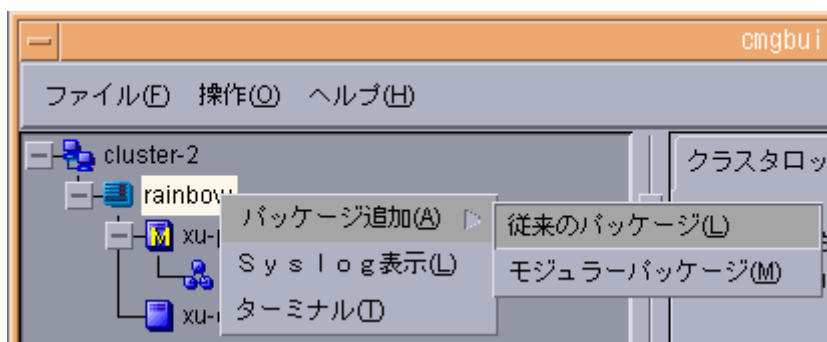 cmgbui
ファイル(F) 操作(O) ヘルプ(H)
cluster-2
クラスタロッ
rainbow
パッケージ追加(A)
従来のパッケージ(L)
xu-
Ｓｙｓｌｏｇ表示(L)
モジュラーパッケージ(M)
xu-
ターミナル(T)